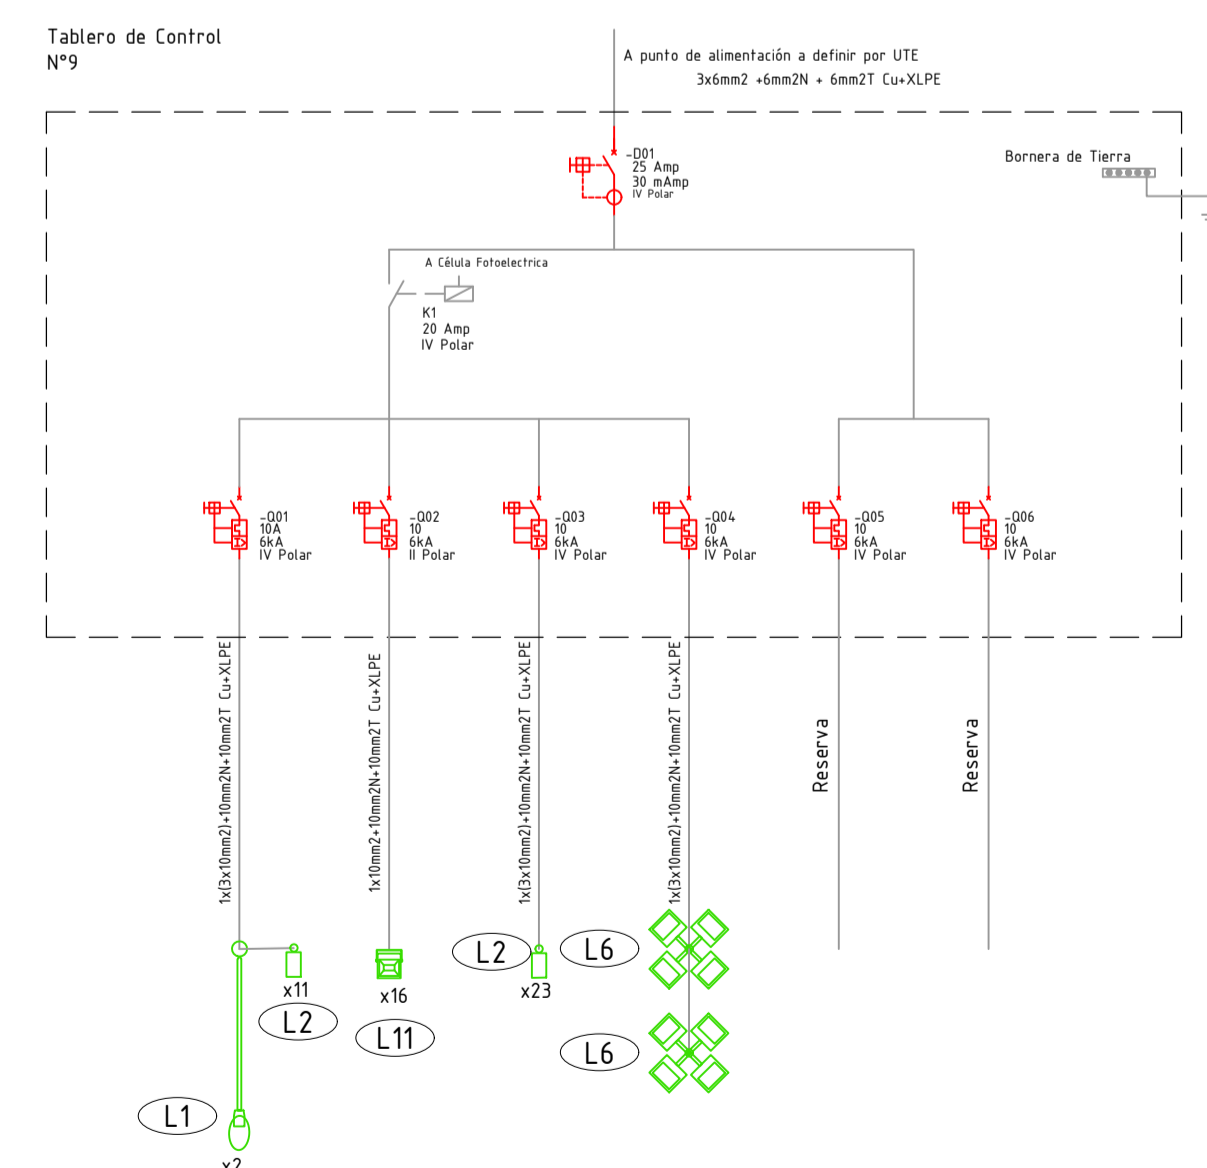 Tablero de Control
N°9
A punto de alimentación a definir por UTE
3x6mm2 +6mm2N + 6mm2T Cu+XLPE
-D01
25 Amp
30 mAmp
IV Polar
Bornera de Tierra
A Célula Fotoelectrica
K1
20 Amp
IV Polar
-Q01
10A
6kA
IV Polar
-Q02
10
6kA
II Polar
-Q03
10
6kA
IV Polar
-Q04
10
6kA
IV Polar
-Q05
10
6kA
IV Polar
-Q06
10
6kA
IV Polar
1x(3x10mm2)+10mm2N+10mm2T Cu+XLPE
1x10mm2+10mm2N+10mm2T Cu+XLPE
1x(3x10mm2)+10mm2N+10mm2T Cu+XLPE
1x(3x10mm2)+10mm2N+10mm2T Cu+XLPE
Reserva
Reserva
x11
L2
x16
L11
L2
x23
L6
L6
L1
x2